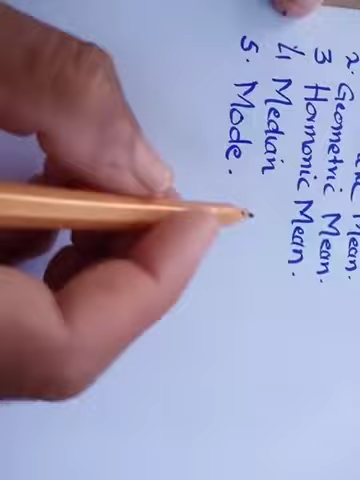 Mean.
2. Geometric Mean.
3 Harmonic Mean.
4 Median
5. Mode.